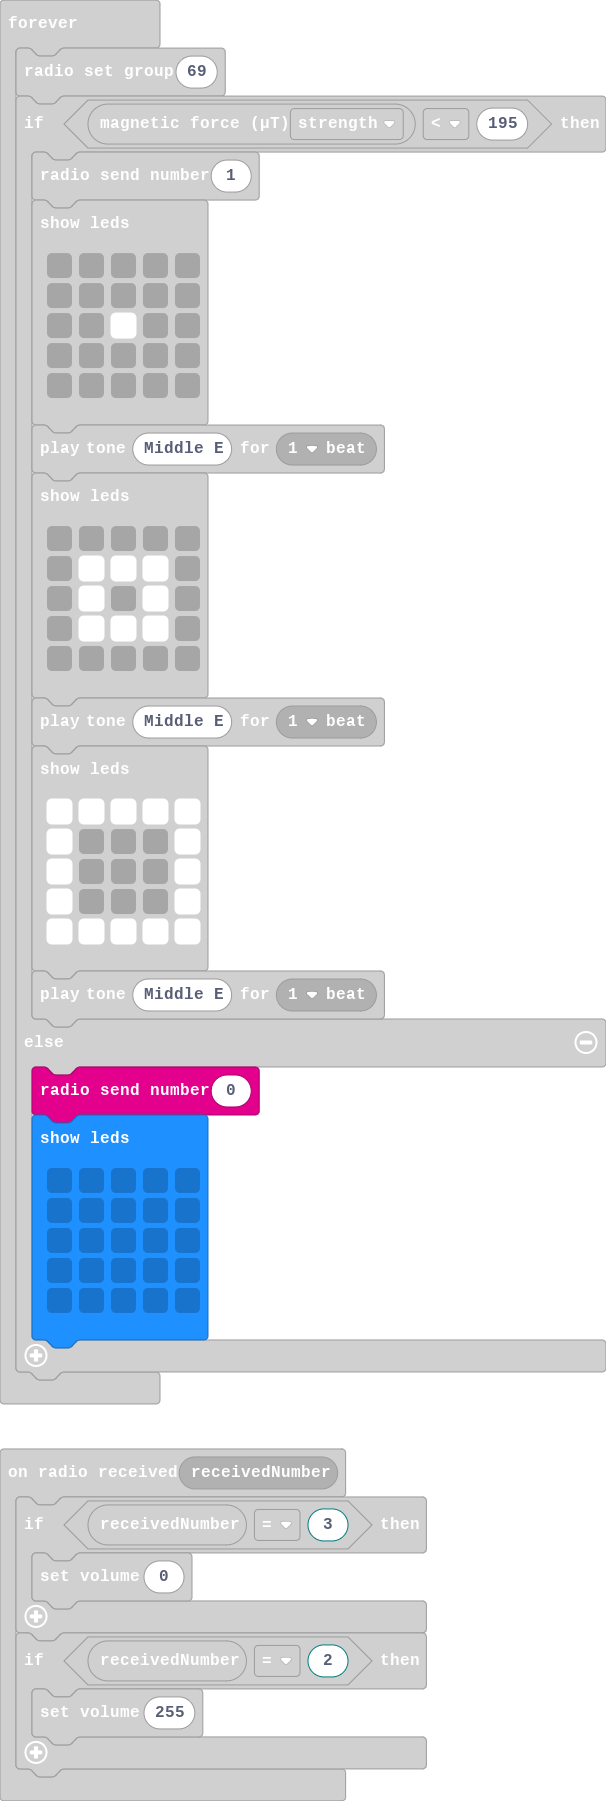 forever
radio set group 69
if magnetic force (µT) strength < 195 then
radio send number 1
show leds
play tone Middle E for 1 beat
show leds
play tone Middle E for 1 beat
show leds
play tone Middle E for 1 beat
else
radio send number 0
show leds
on radio received receivedNumber
if receivedNumber = 3 then
set volume 0
if receivedNumber = 2 then
set volume 255